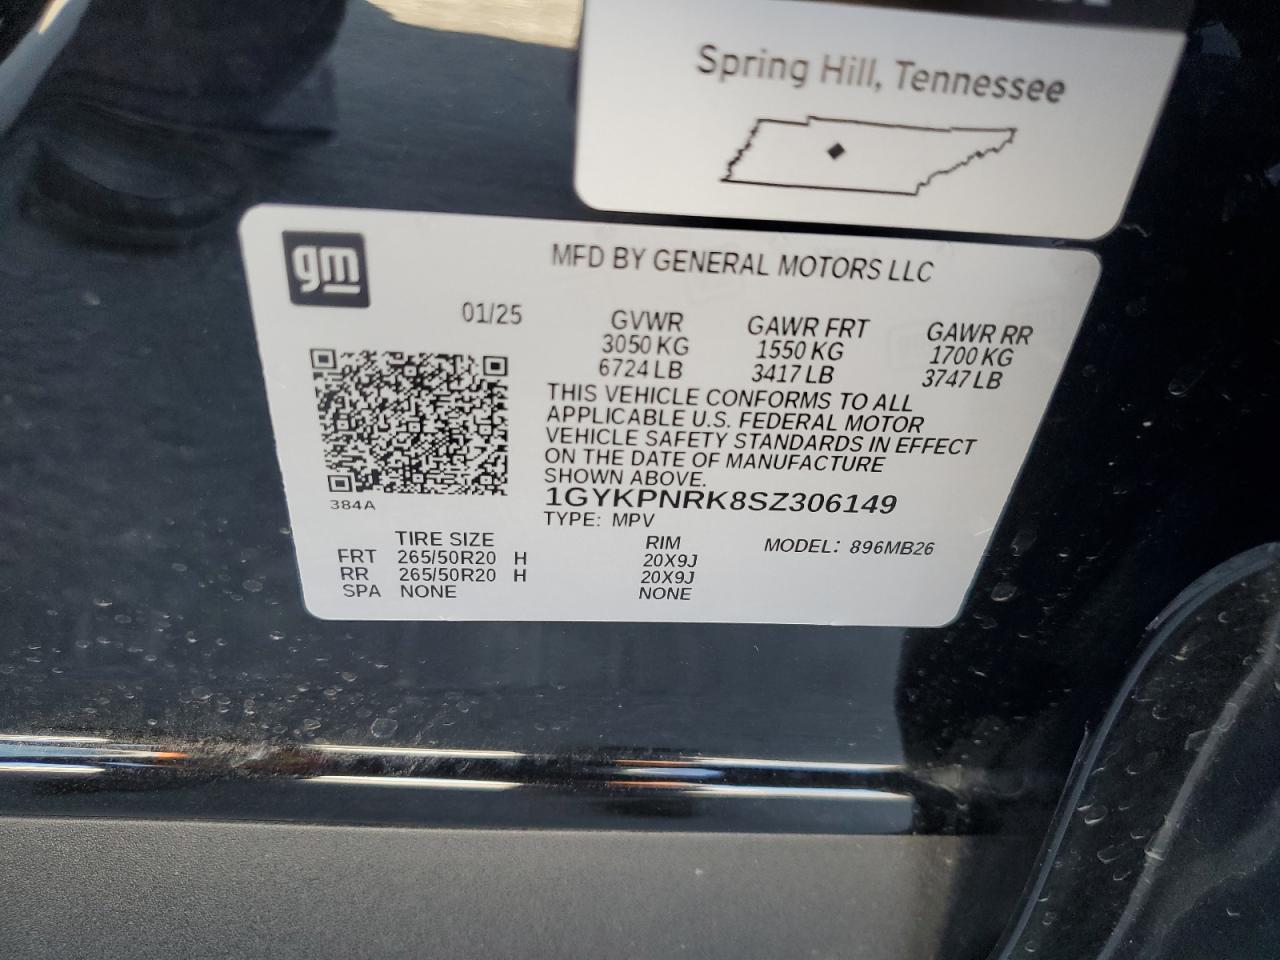 Spring Hill, Tennessee
gm
MFD BY GENERAL MOTORS LLC
01/25
GVWR
3050 KG
6724 LB
GAWR FRT
1550 KG
3417 LB
GAWR RR
1700 KG
3747 LB
THIS VEHICLE CONFORMS TO ALL
APPLICABLE U.S. FEDERAL MOTOR
VEHICLE SAFETY STANDARDS IN EFFECT
ON THE DATE OF MANUFACTURE
SHOWN ABOVE.
1GYKPNRK8SZ306149
TYPE: MPV
384A
TIRE SIZE RIM MODEL: 896MB26
FRT 265/50R20 H 20X9J
RR 265/50R20 H 20X9J
SPA NONE NONE